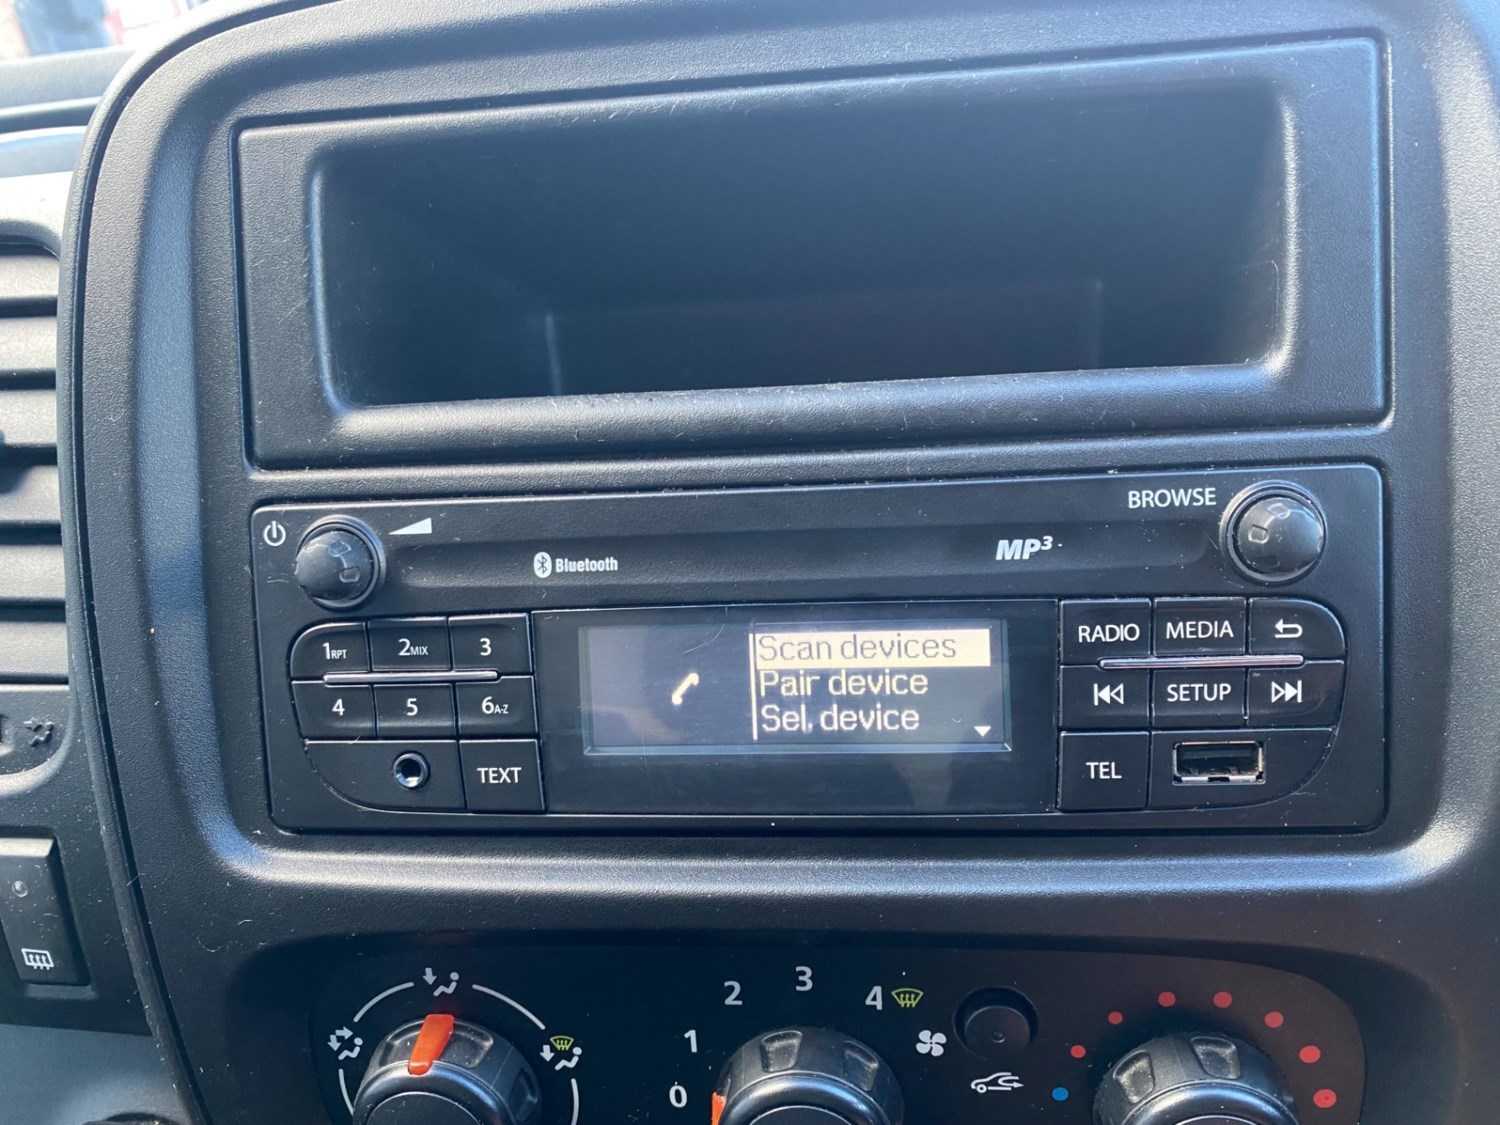 BROWSE
Bluetooth
MP3
1RPT
2MIX
3
4
5
6A-Z
TEXT
Scan devices
Pair device
Sel. device
RADIO
MEDIA
SETUP
TEL
0
1
2
3
4